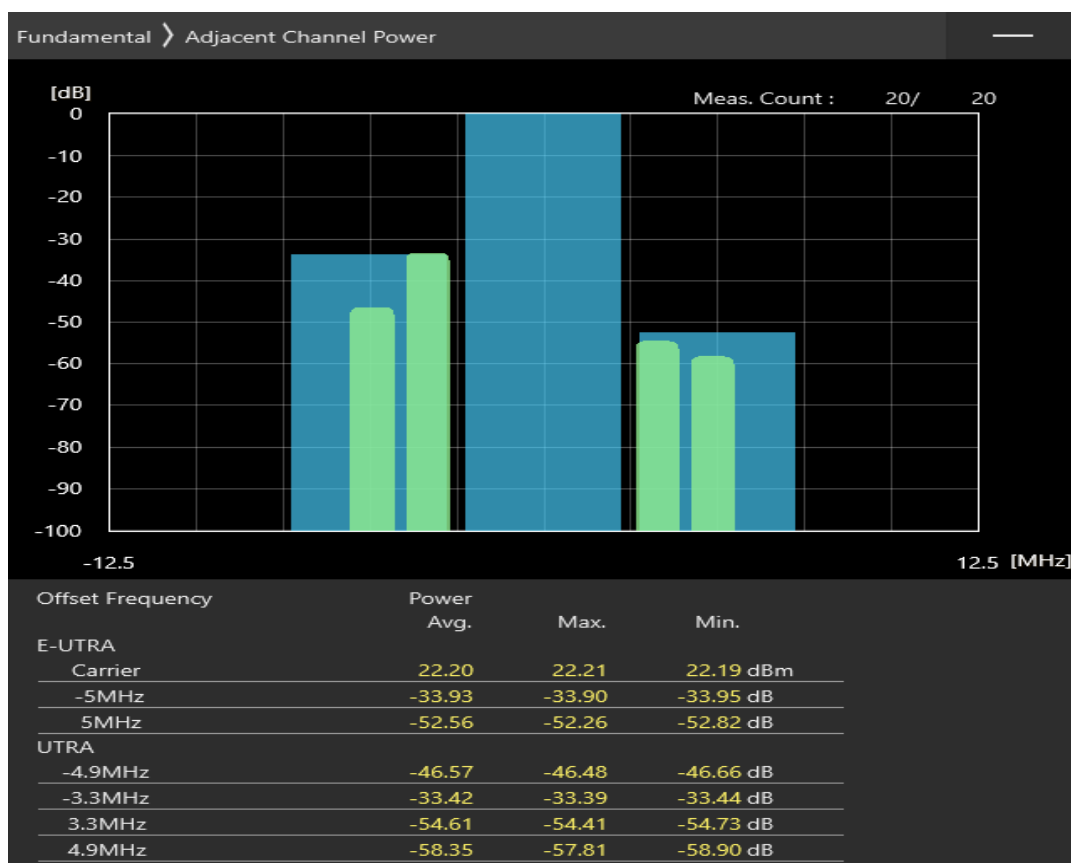 Fundamental ❯ Adjacent Channel Power
[dB]
Meas. Count : 20/ 20
0
-10
-20
-30
-40
-50
-60
-70
-80
-90
-100
-12.5 12.5 [MHz]
Offset Frequency Power
Avg. Max. Min.
E-UTRA
Carrier 22.20 22.21 22.19 dBm
-5MHz -33.93 -33.90 -33.95 dB
5MHz -52.56 -52.26 -52.82 dB
UTRA
-4.9MHz -46.57 -46.48 -46.66 dB
-3.3MHz -33.42 -33.39 -33.44 dB
3.3MHz -54.61 -54.41 -54.73 dB
4.9MHz -58.35 -57.81 -58.90 dB